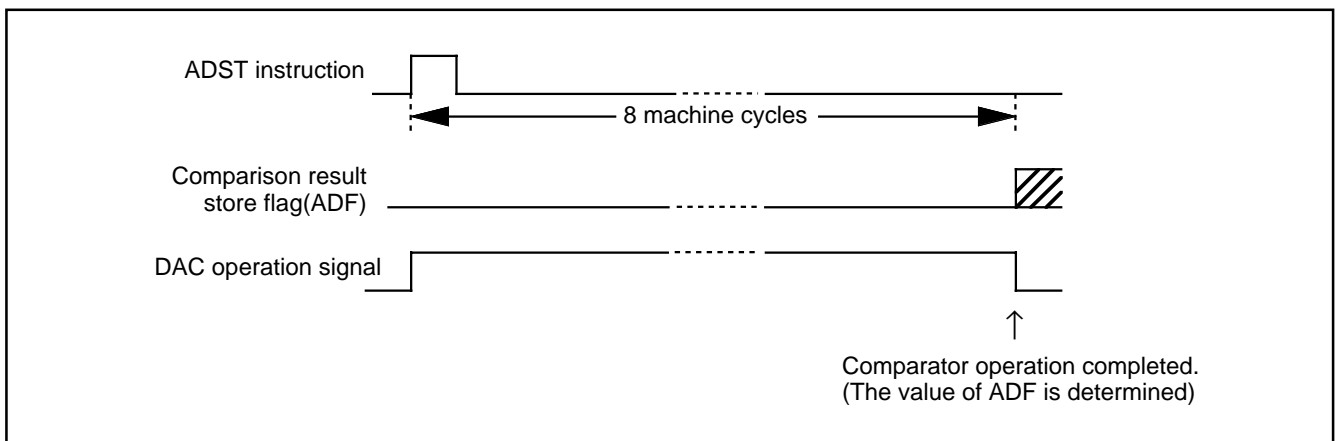 ADST instruction
8 machine cycles
Comparison result
store flag(ADF)
DAC operation signal
Comparator operation completed.
(The value of ADF is determined)